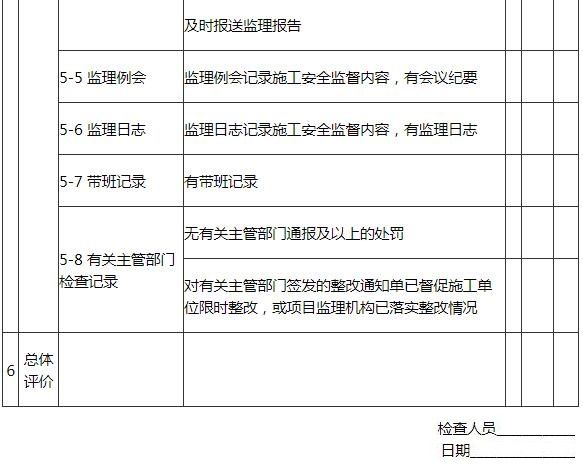 及时报送监理报告
5-5 监理例会
监理例会记录施工安全监督内容，有会议纪要
5-6 监理日志
监理日志记录施工安全监督内容，有监理日志
5-7 带班记录
有带班记录
5-8 有关主管部门
检查记录
无有关主管部门通报及以上的处罚
对有关主管部门签发的整改通知单已督促施工单
位限时整改，或项目监理机构已落实整改情况
6
总体
评价
检查人员___________
日期_______________